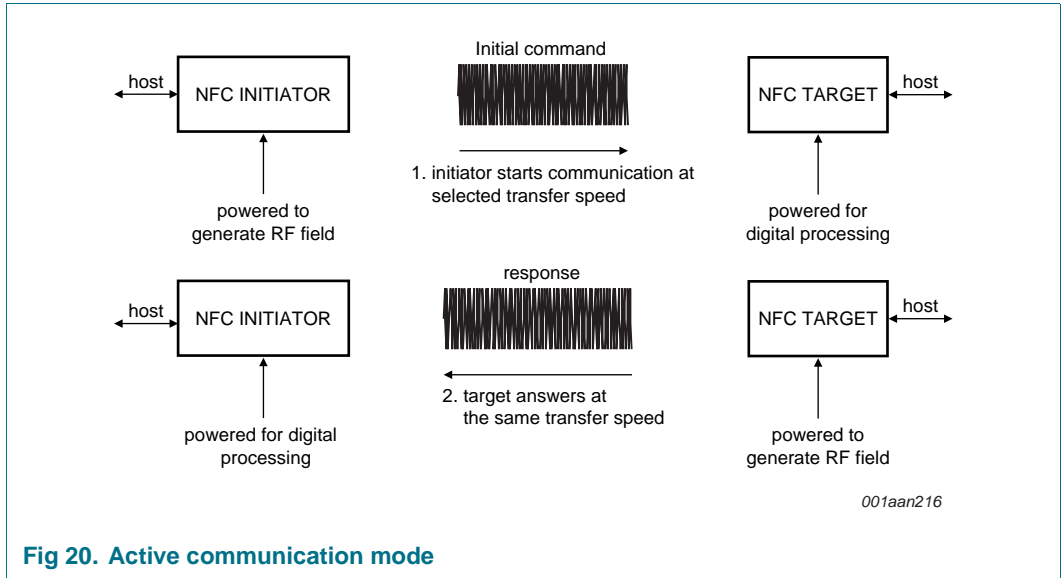 Initial command
host
NFC INITIATOR
NFC TARGET
host
1. initiator starts communication at
selected transfer speed
powered to
generate RF field
powered for
digital processing
response
host
NFC INITIATOR
NFC TARGET
host
2. target answers at
the same transfer speed
powered for digital
processing
powered to
generate RF field
001aan216
Fig 20. Active communication mode